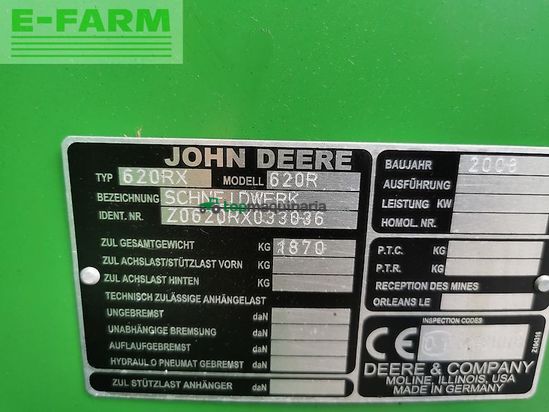 E-FARM
JOHN DEERE
TYP 620RX MODELL 620R
BEZEICHNUNG SCHNEIDWERK
IDENT. NR. Z0620RX033036
topmaquinaria
ZUL GESAMTGEWICHT KG 1870
ZUL ACHSLAST/STÜTZLAST VORN KG
ZUL ACHSLAST HINTEN KG
TECHNISCH ZULÄSSIGE ANHÄNGELAST
UNGEBREMST daN
UNABHÄNGIGE BREMSUNG daN
AUFLAUFGEBREMST daN
HYDRAUL O PNEUMAT GEBREMST daN
ZUL STÜTZLAST ANHÄNGER daN
BAUJAHR 2008
AUSFÜHRUNG
LEISTUNG KW
HOMOL. NR.
P.T.C. KG
P.T.R. KG
RECEPTION DES MINES
ORLEANS LE
INSPECTION CODES
CE
DEERE & COMPANY
MOLINE, ILLINOIS, USA
MADE IN GERMANY